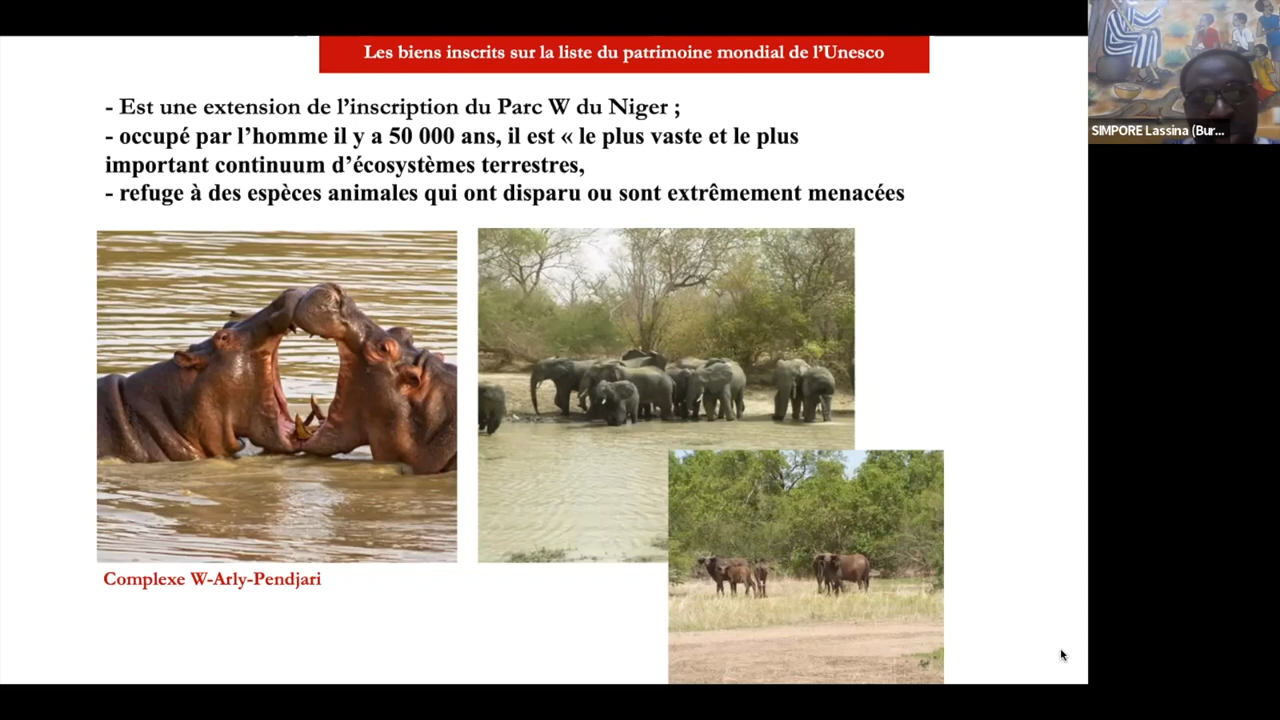 Les biens inscrits sur la liste du patrimoine mondial de l'Unesco
SIMPORE Lassina (Bur...
- Est une extension de l'inscription du Parc W du Niger ;
- occupé par l'homme il y a 50 000 ans, il est « le plus vaste et le plus
important continuum d'écosystèmes terrestres,
- refuge à des espèces animales qui ont disparu ou sont extrêmement menacées
Complexe W-Arly-Pendjari